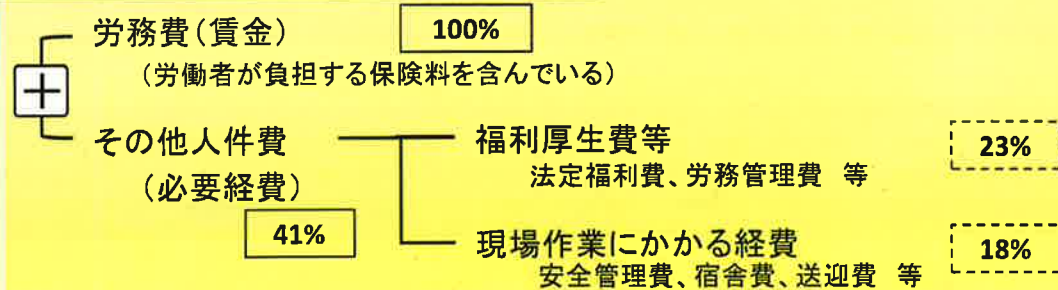 労務費（賃金） 100%
（労働者が負担する保険料を含んでいる）
＋
その他人件費
（必要経費）
41%
福利厚生費等 23%
法定福利費、労務管理費 等
現場作業にかかる経費 18%
安全管理費、宿舎費、送迎費 等